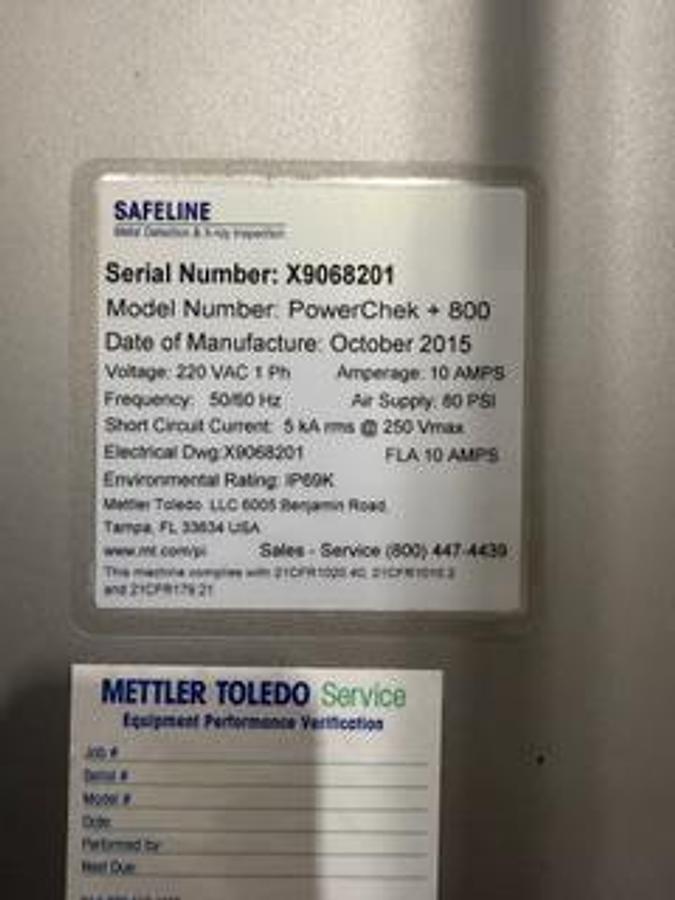 SAFELINE
Metal Detection & X-ray Inspection
Serial Number: X9068201
Model Number: PowerChek + 800
Date of Manufacture: October 2015
Voltage: 220 VAC 1 Ph Amperage: 10 AMPS
Frequency: 50/60 Hz Air Supply: 80 PSI
Short Circuit Current: 5 kA rms @ 250 Vmax
Electrical Dwg:X9068201 FLA 10 AMPS
Environmental Rating: IP69K
Mettler Toledo LLC 6005 Benjamin Road
Tampa, FL 33634 USA
www.mt.com/pi Sales - Service (800) 447-4439
This machine complies with 21CFR1020.40, 21CFR1010.2
and 21CFR179.21
METTLER TOLEDO Service
Equipment Performance Verification
Job #
Serial #
Model #
Date:
Performed by:
Next Due: